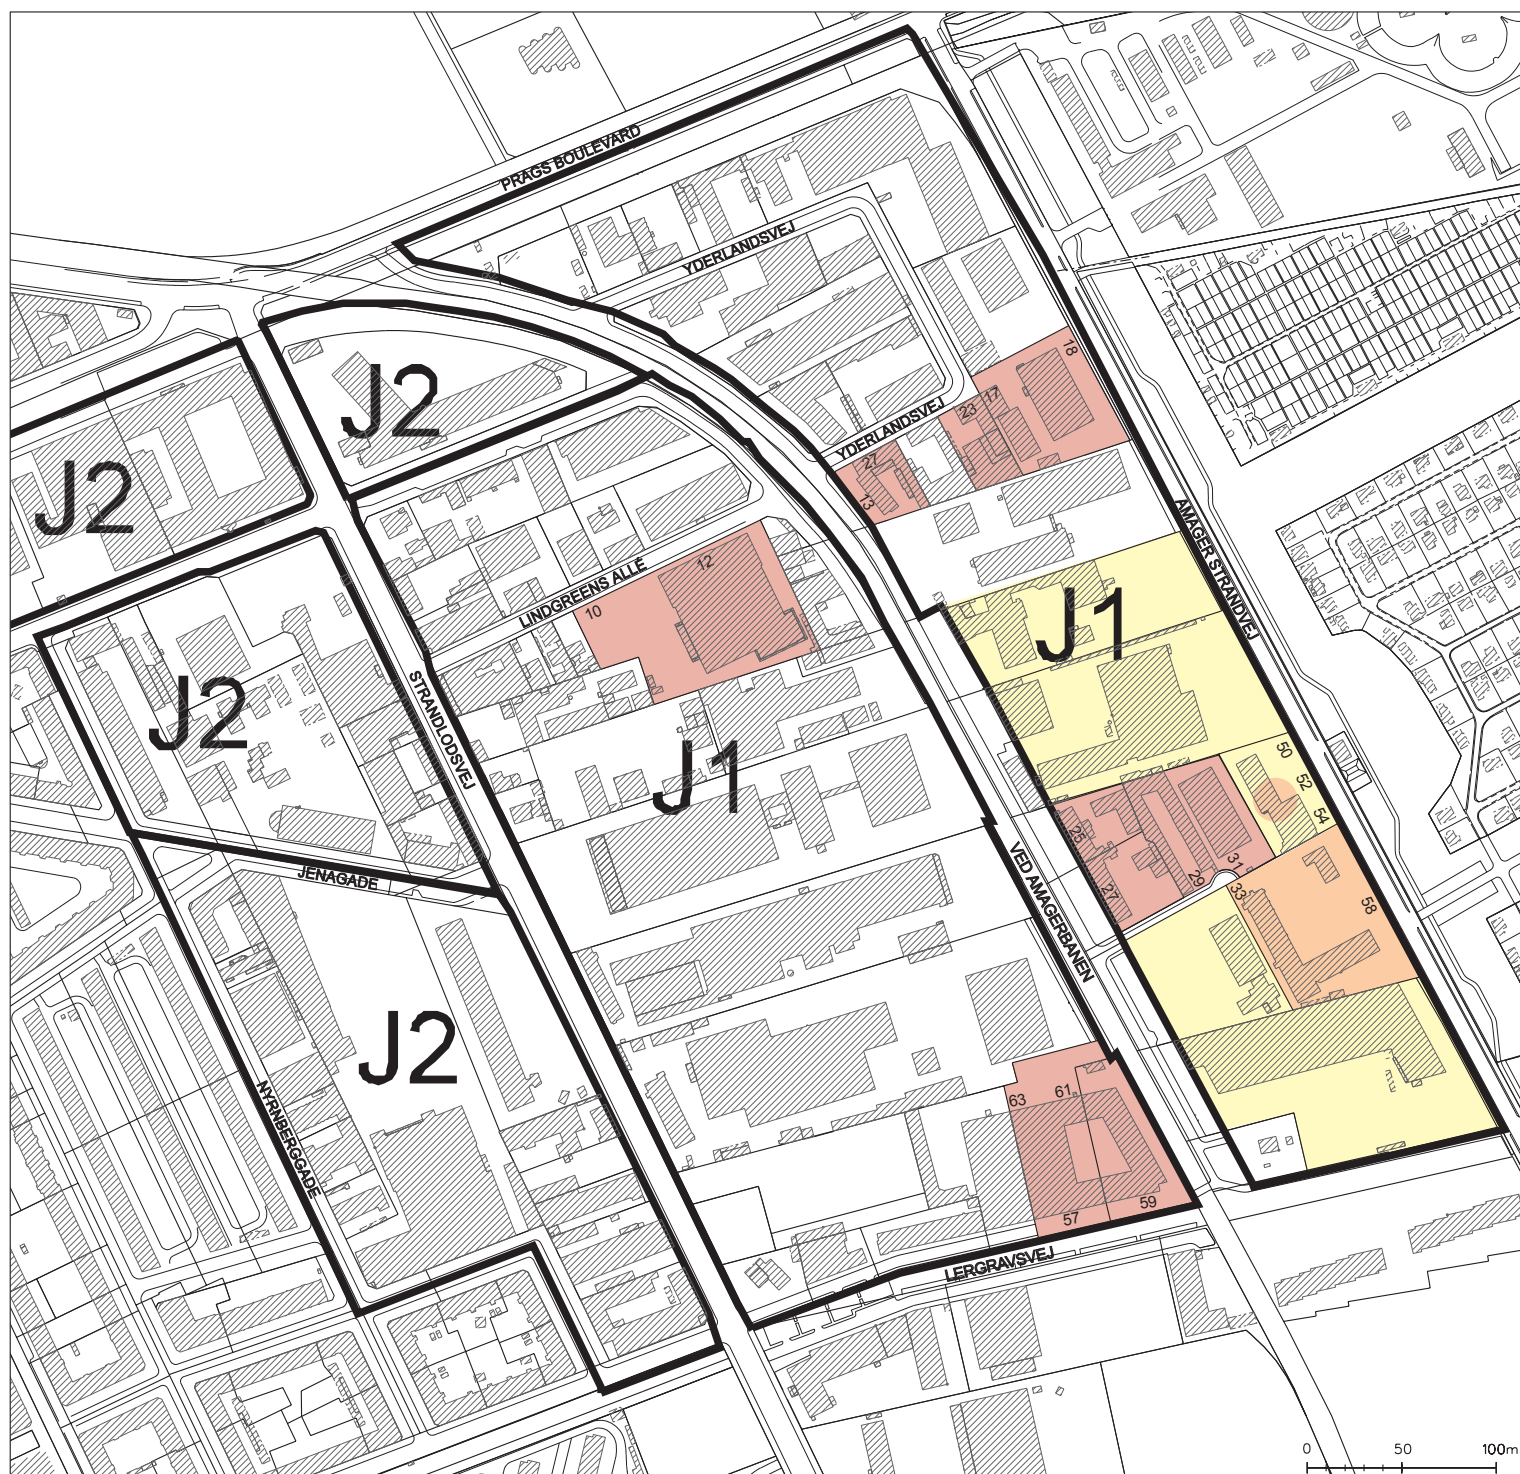 PRAGS BOULEVARD
YDERLANDSVEJ
18
J2
17
23
YDERLANDSVEJ
27
J2
13
AMAGER STRANDVEJ
12
LINDGREENS ALLÉ
10
J1
STRANDLODSVEJ
J2
50
J1
52
54
25
VED AMAGERBANEN
31
JENAGADE
29
27
33
58
J2
NYRNBERGGADE
61
63
59
57
LERGRAVSVEJ
0 50 100m